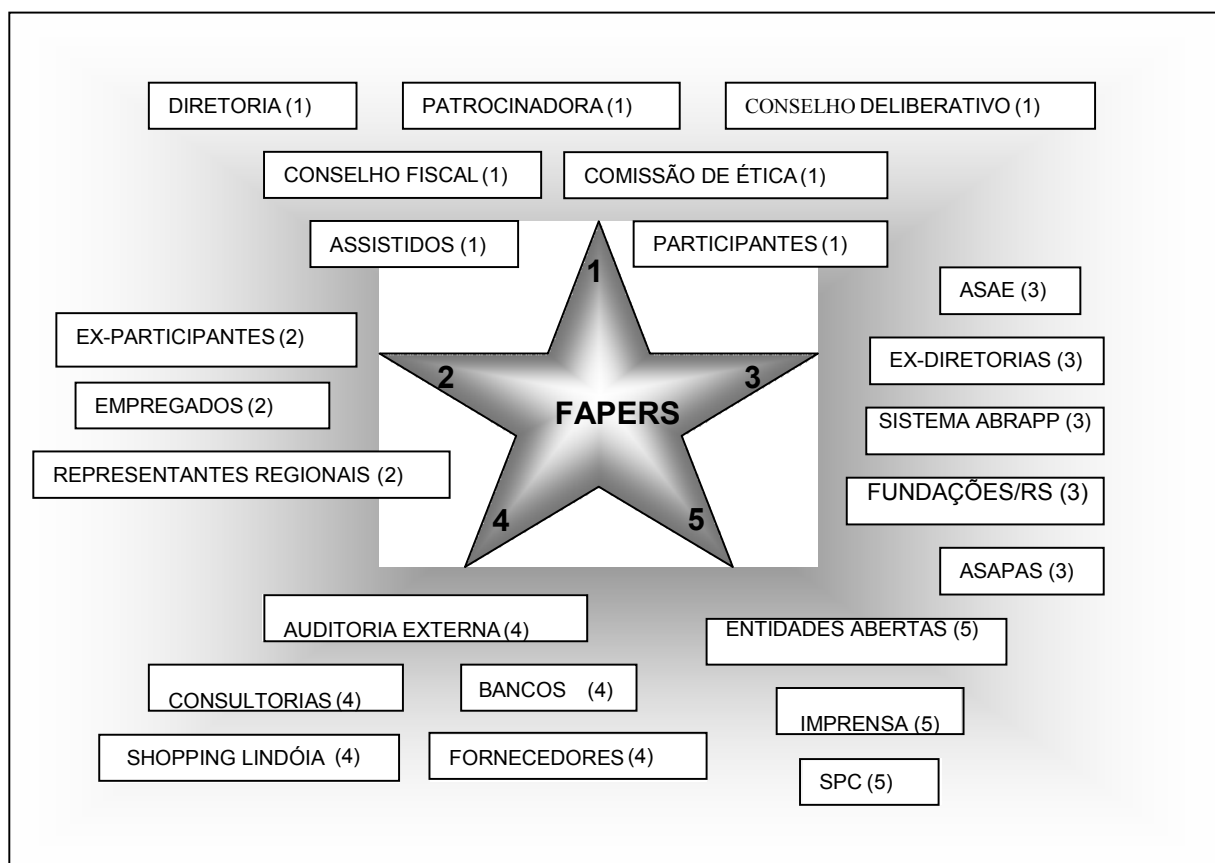 DIRETORIA (1)
PATROCINADORA (1)
CONSELHO DELIBERATIVO (1)
CONSELHO FISCAL (1)
COMISSÃO DE ÉTICA (1)
ASSISTIDOS (1)
PARTICIPANTES (1)
1
ASAE (3)
EX-PARTICIPANTES (2)
EX-DIRETORIAS (3)
2
3
EMPREGADOS (2)
FAPERS
SISTEMA ABRAPP (3)
REPRESENTANTES REGIONAIS (2)
FUNDAÇÕES/RS (3)
4
5
ASAPAS (3)
AUDITORIA EXTERNA (4)
ENTIDADES ABERTAS (5)
CONSULTORIAS (4)
BANCOS (4)
IMPRENSA (5)
SHOPPING LINDÓIA (4)
FORNECEDORES (4)
SPC (5)